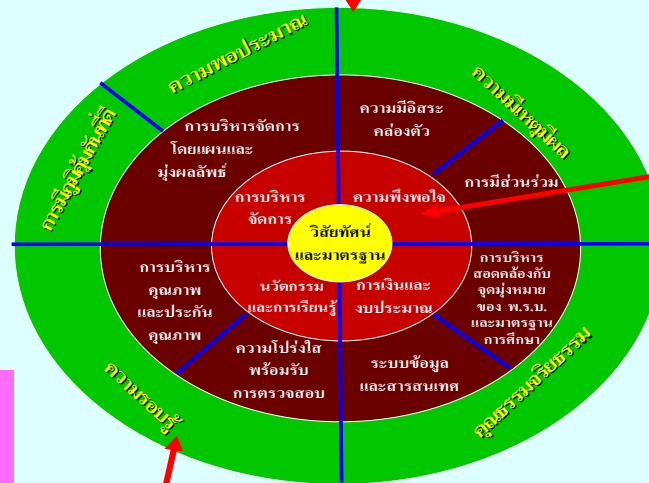 ความพอประมาณ
ความมีเหตุมีผล
การมีภูมิคุ้มกันที่ดี
ความรอบรู้
คุณธรรมจริยธรรม
การบริหารจัดการ
โดยแผนและ
มุ่งผลลัพธ์
ความมีอิสระ
คล่องตัว
การมีส่วนร่วม
การบริหาร
สอดคล้องกับ
จุดมุ่งหมาย
ของ พ.ร.บ.
และมาตรฐาน
การศึกษา
ระบบข้อมูล
และสารสนเทศ
ความโปร่งใส
พร้อมรับ
การตรวจสอบ
การบริหาร
คุณภาพ
และประกัน
คุณภาพ
การบริหาร
จัดการ
ความพึงพอใจ
นวัตกรรม
และการเรียนรู้
การเงินและ
งบประมาณ
วิสัยทัศน์
และมาตรฐาน